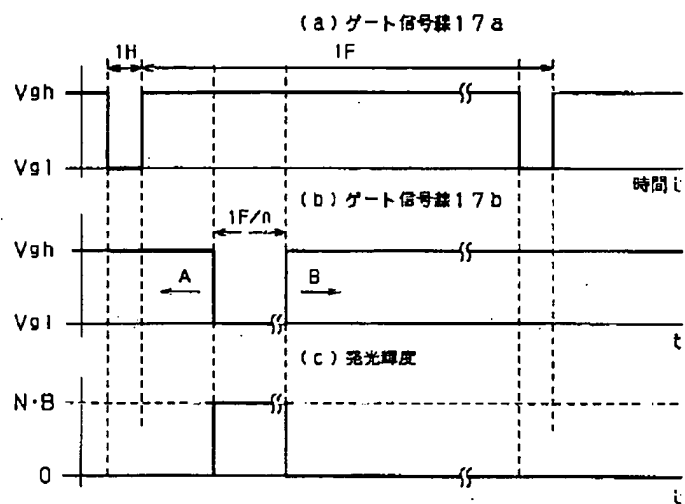 (a)ゲート信号線17a
1H
1F
Vgh
Vgl
時間t
(b)ゲート信号線17b
1F/n
Vgh
A
B
Vgl
t
(c)発光輝度
N・B
0
t